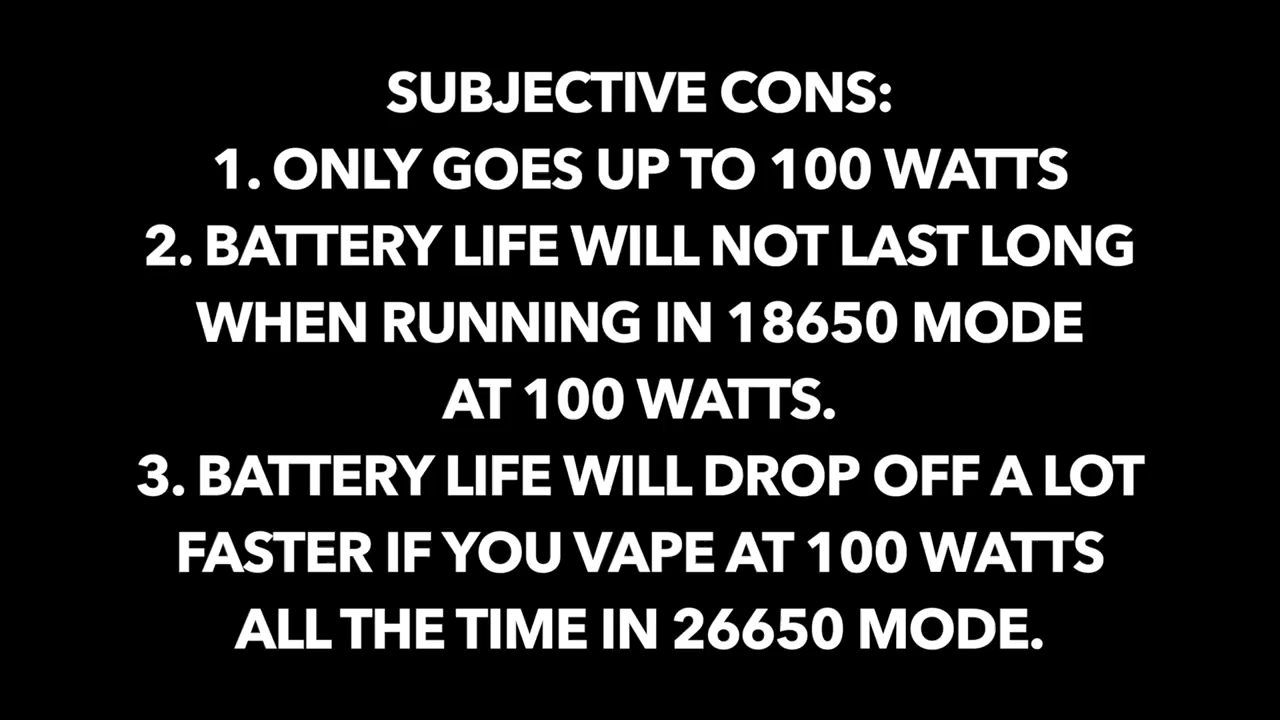 SUBJECTIVE CONS:
1. ONLY GOES UP TO 100 WATTS
2. BATTERY LIFE WILL NOT LAST LONG
WHEN RUNNING IN 18650 MODE
AT 100 WATTS.
3. BATTERY LIFE WILL DROP OFF A LOT
FASTER IF YOU VAPE AT 100 WATTS
ALL THE TIME IN 26650 MODE.